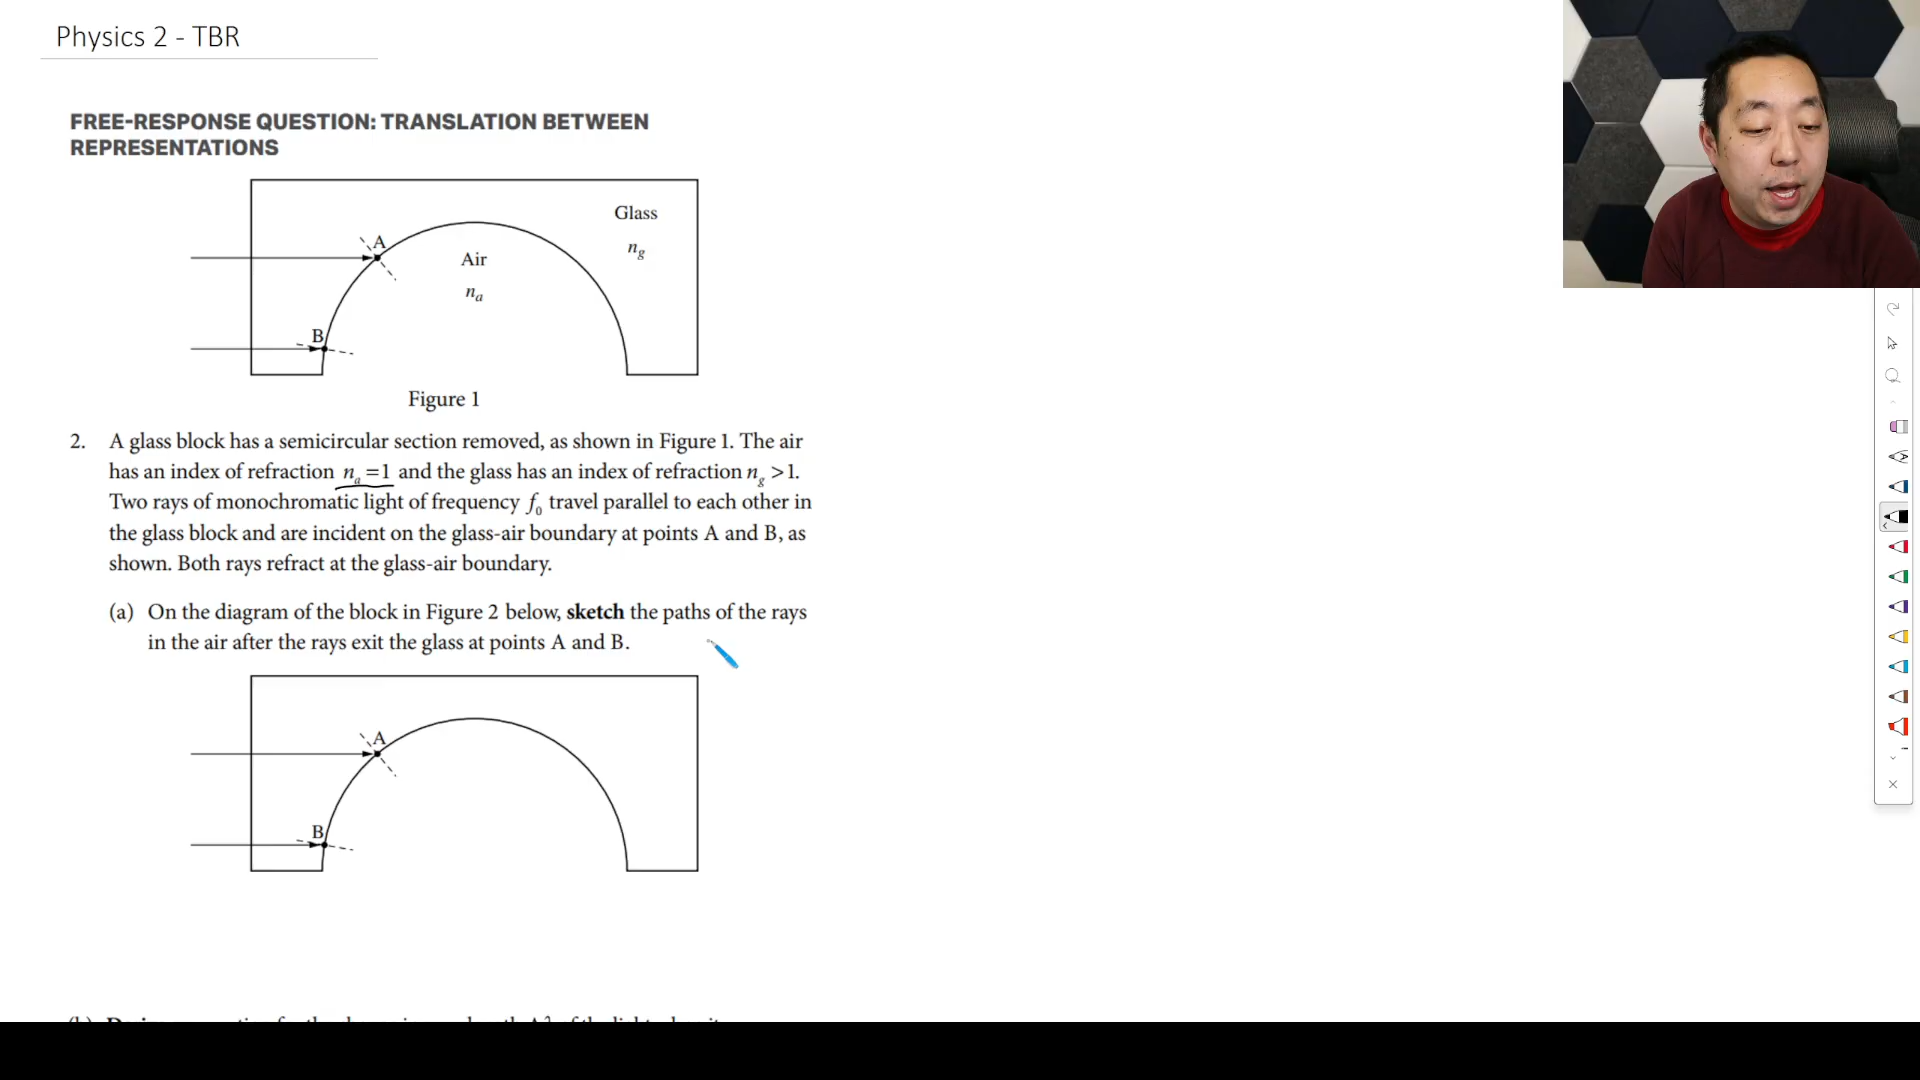 Physics 2 - TBR
FREE-RESPONSE QUESTION: TRANSLATION BETWEEN
REPRESENTATIONS
Glass
A
Air
n_g
n_a
B
Figure 1
2. A glass block has a semicircular section removed, as shown in Figure 1. The air
has an index of refraction n_a =1 and the glass has an index of refraction n_g >1.
Two rays of monochromatic light of frequency f_0 travel parallel to each other in
the glass block and are incident on the glass-air boundary at points A and B, as
shown. Both rays refract at the glass-air boundary.
(a) On the diagram of the block in Figure 2 below, sketch the paths of the rays
in the air after the rays exit the glass at points A and B.
A
B